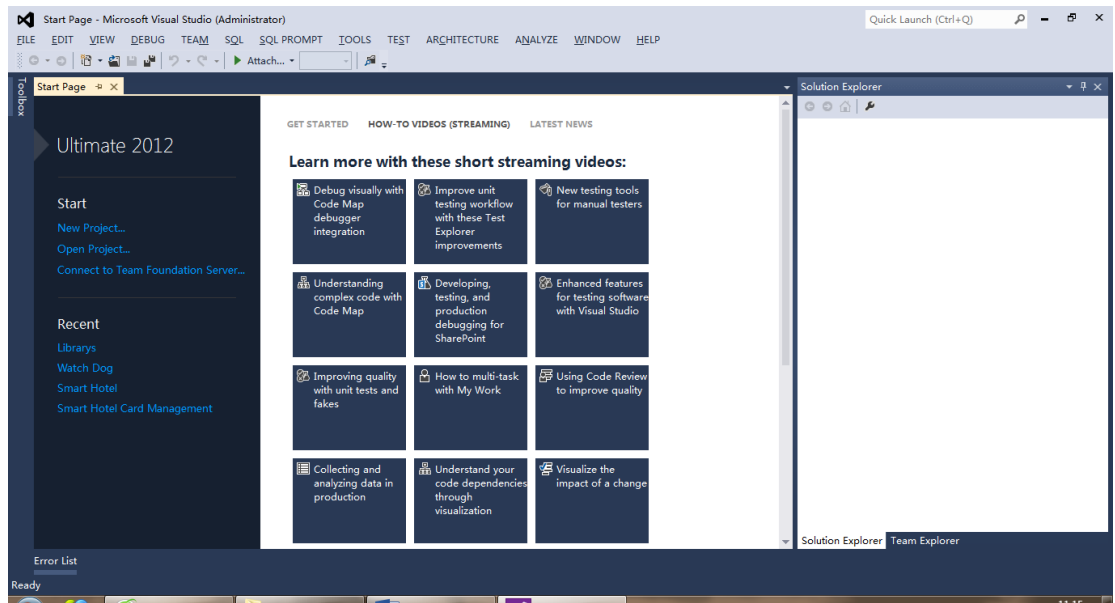 Start Page - Microsoft Visual Studio (Administrator)
Quick Launch (Ctrl+Q)
FILE EDIT VIEW DEBUG TEAM SQL SQL PROMPT TOOLS TEST ARCHITECTURE ANALYZE WINDOW HELP
Attach...
Toolbox
Start Page
Ultimate 2012
Start
New Project...
Open Project...
Connect to Team Foundation Server...
Recent
Librarys
Watch Dog
Smart Hotel
Smart Hotel Card Management
GET STARTED HOW-TO VIDEOS (STREAMING) LATEST NEWS
Learn more with these short streaming videos:
Debug visually with
Code Map
debugger
integration
Improve unit
testing workflow
with these Test
Explorer
improvements
New testing tools
for manual testers
Understanding
complex code with
Code Map
Developing,
testing, and
production
debugging for
SharePoint
Enhanced features
for testing software
with Visual Studio
Improving quality
with unit tests and
fakes
How to multi-task
with My Work
Using Code Review
to improve quality
Collecting and
analyzing data in
production
Understand your
code dependencies
through
visualization
Visualize the
impact of a change
Solution Explorer
Solution Explorer Team Explorer
Error List
Ready